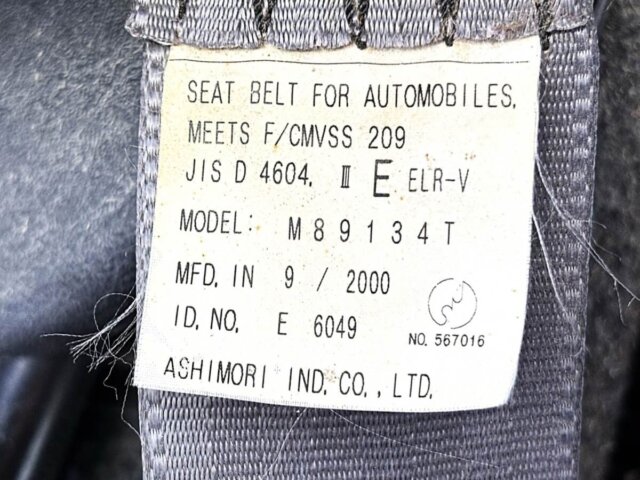 SEAT BELT FOR AUTOMOBILES.
MEETS F/CMVSS 209
JIS D 4604. Ⅲ E ELR-V
MODEL: M89134T
MFD. IN 9 / 2000
ID. NO. E 6049
NO. 567016
ASHIMORI IND. CO., LTD.